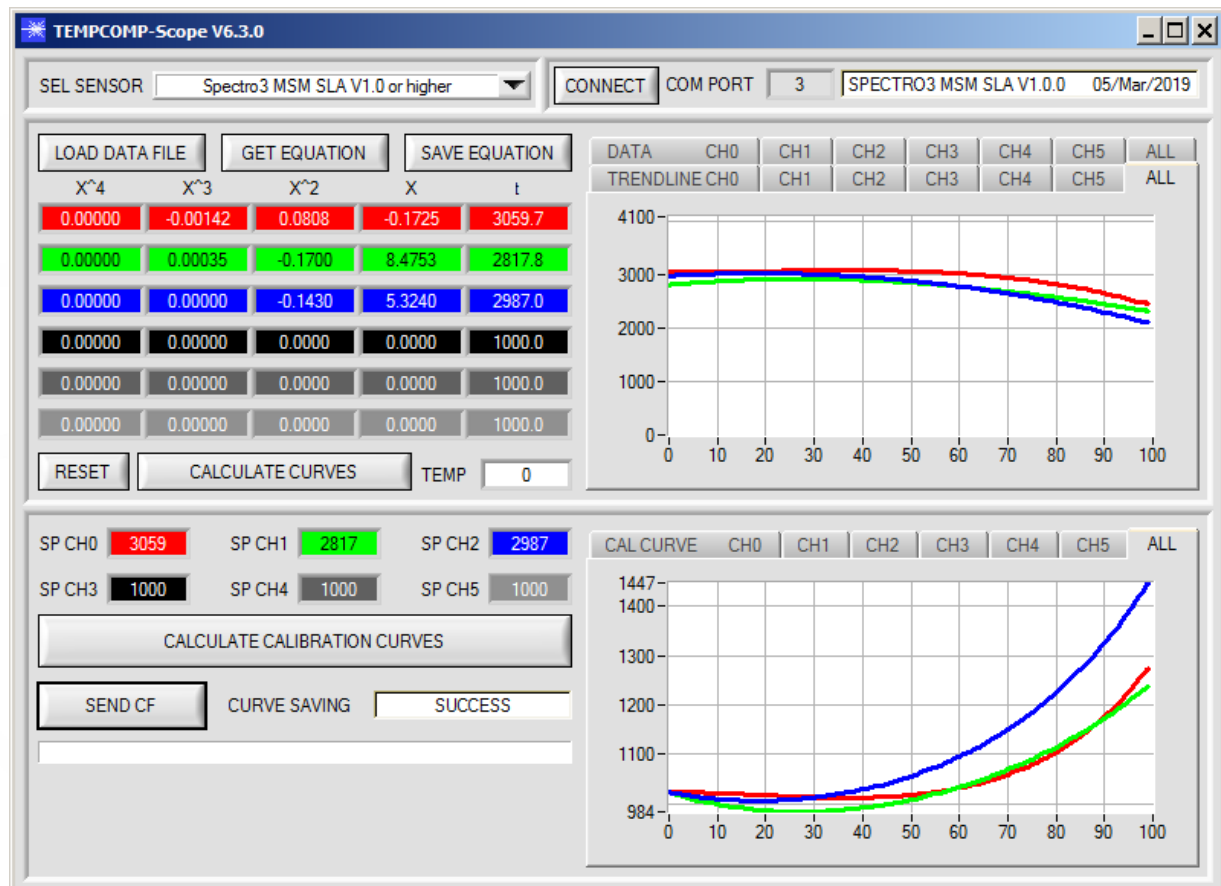 TEMPCOMP-Scope V6.3.0
SEL SENSOR Spectro3 MSM SLA V1.0 or higher CONNECT COM PORT 3 SPECTRO3 MSM SLA V1.0.0 05/Mar/2019
LOAD DATA FILE GET EQUATION SAVE EQUATION
X^4 X^3 X^2 X t
0.00000 -0.00142 0.0808 -0.1725 3059.7
0.00000 0.00035 -0.1700 8.4753 2817.8
0.00000 0.00000 -0.1430 5.3240 2987.0
0.00000 0.00000 0.0000 0.0000 1000.0
0.00000 0.00000 0.0000 0.0000 1000.0
0.00000 0.00000 0.0000 0.0000 1000.0
RESET CALCULATE CURVES TEMP 0
DATA CH0 CH1 CH2 CH3 CH4 CH5 ALL
TRENDLINE CH0 CH1 CH2 CH3 CH4 CH5 ALL
4100
3000
2000
1000
0
0 10 20 30 40 50 60 70 80 90 100
SP CH0 3059 SP CH1 2817 SP CH2 2987
SP CH3 1000 SP CH4 1000 SP CH5 1000
CALCULATE CALIBRATION CURVES
SEND CF CURVE SAVING SUCCESS
CAL CURVE CH0 CH1 CH2 CH3 CH4 CH5 ALL
1447
1400
1300
1200
1100
984
0 10 20 30 40 50 60 70 80 90 100